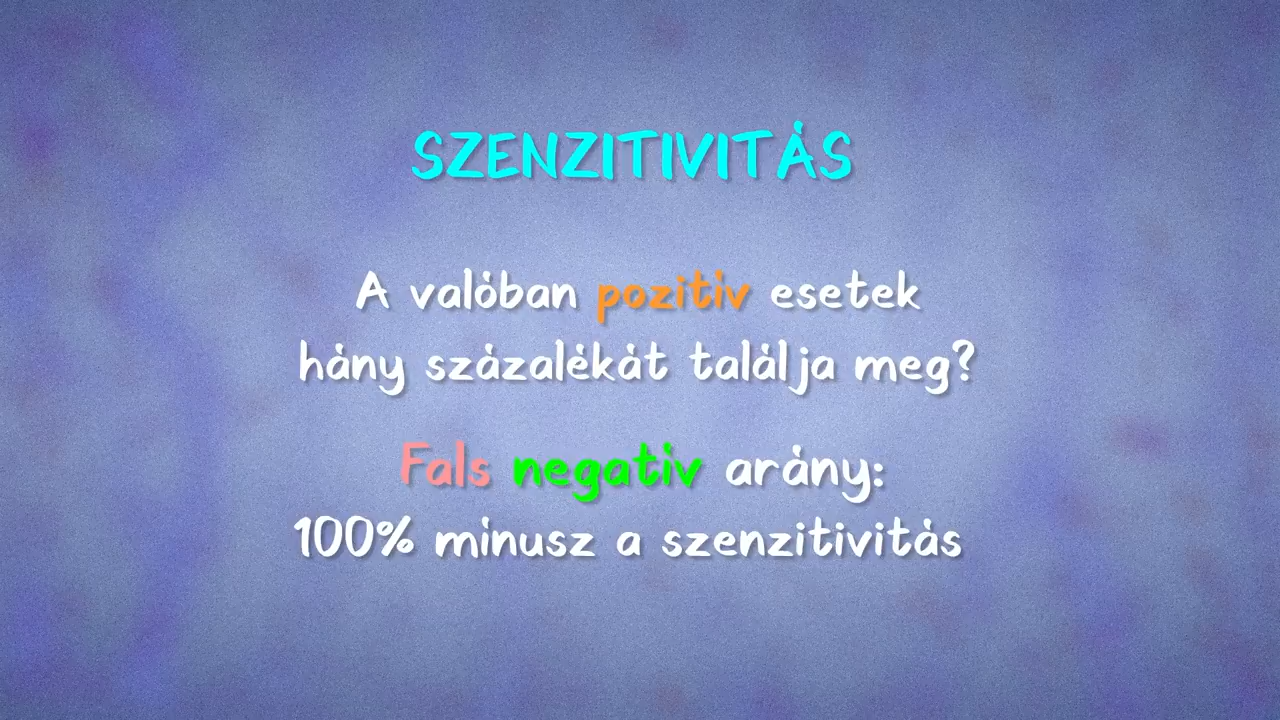 SZENZITIVITÁS
A valóban pozitív esetek
hány százalékát találja meg?
Fals negatív arány:
100% mínusz a szenzitivitás